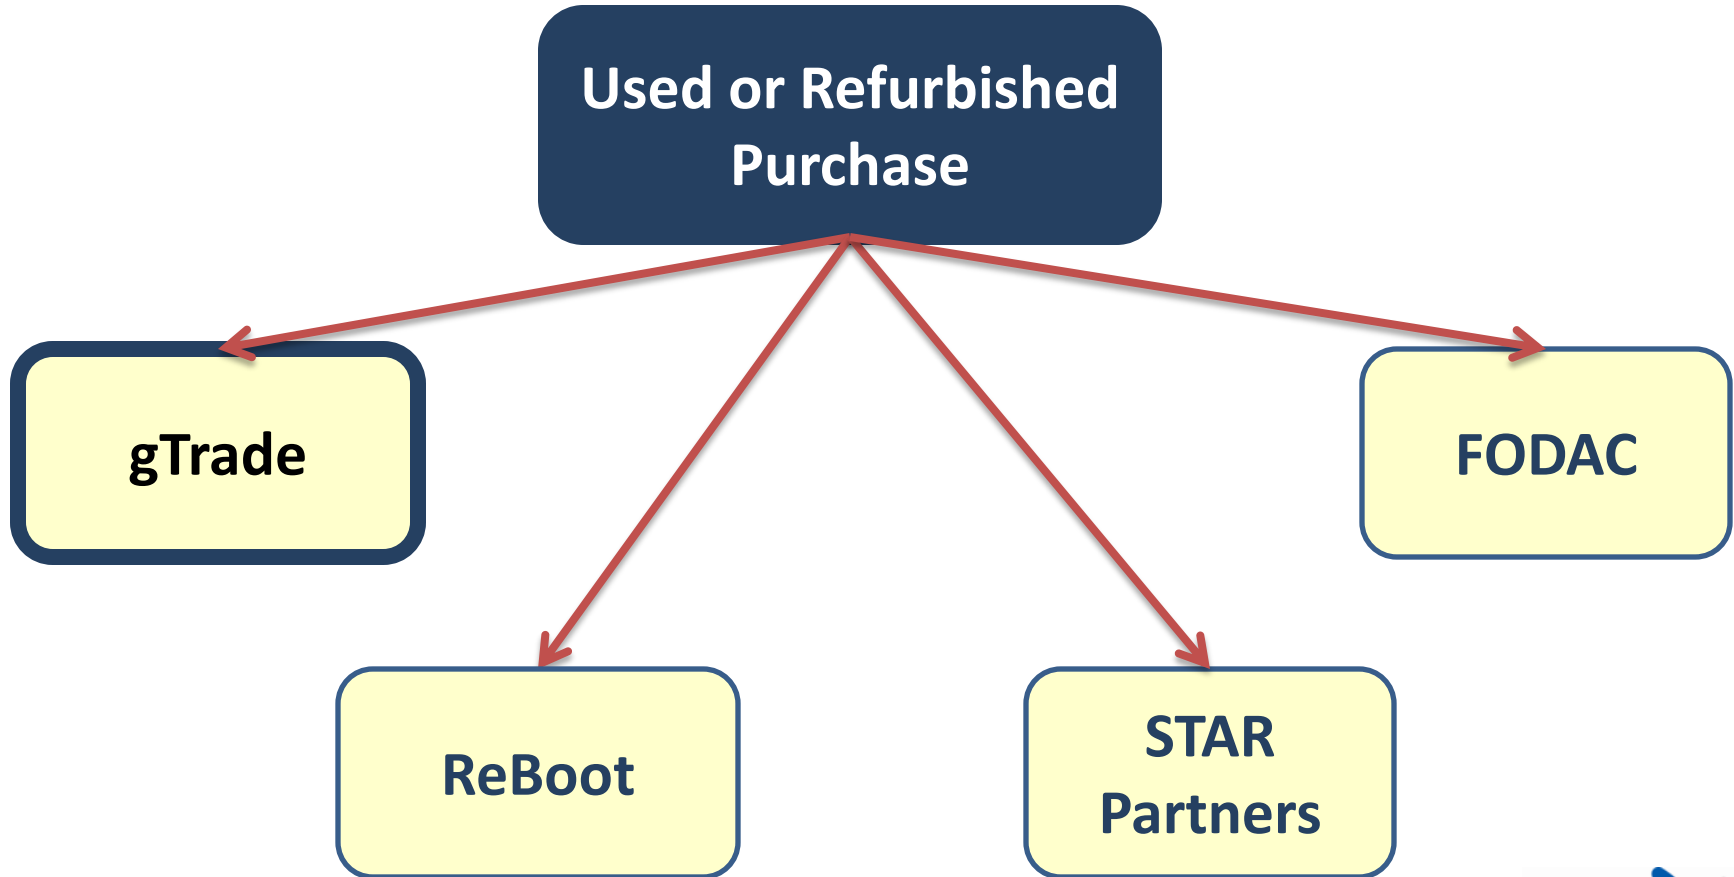 Used or Refurbished
Purchase
gTrade
FODAC
ReBoot
STAR
Partners